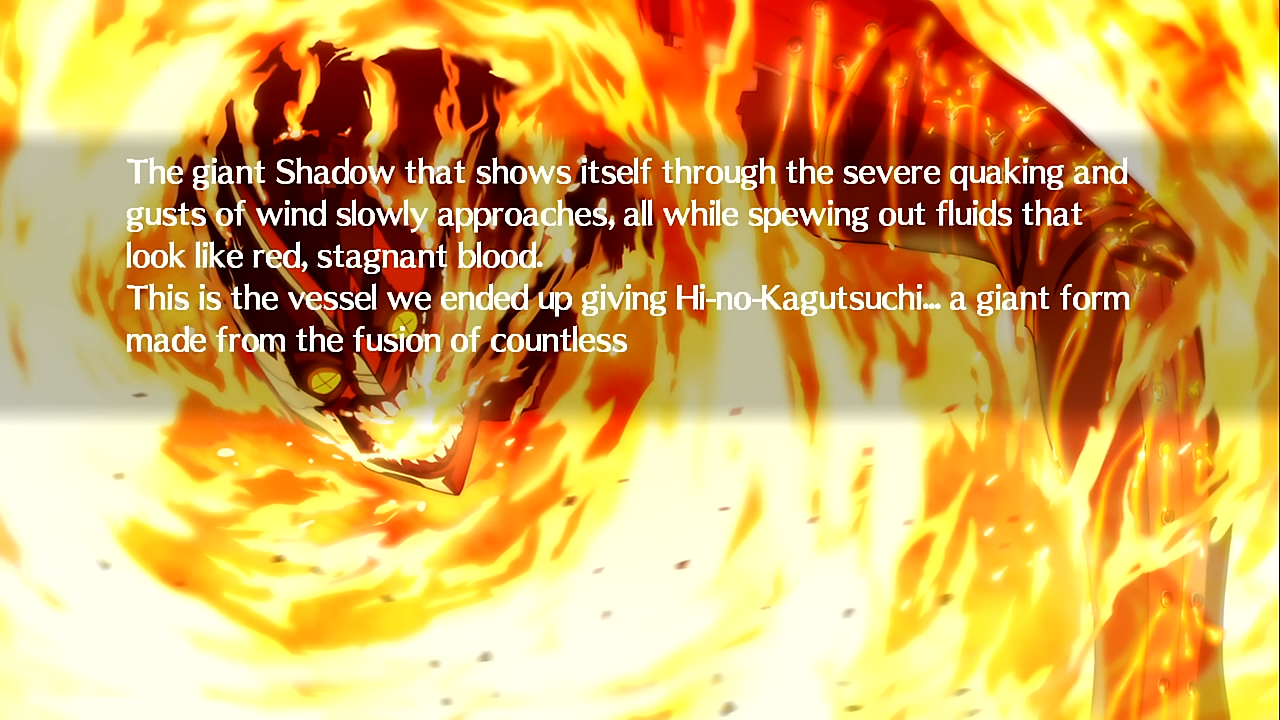 The giant Shadow that shows itself through the severe quaking and
gusts of wind slowly approaches, all while spewing out fluids that
look like red, stagnant blood.
This is the vessel we ended up giving Hi-no-Kagutsuchi... a giant form
made from the fusion of countless